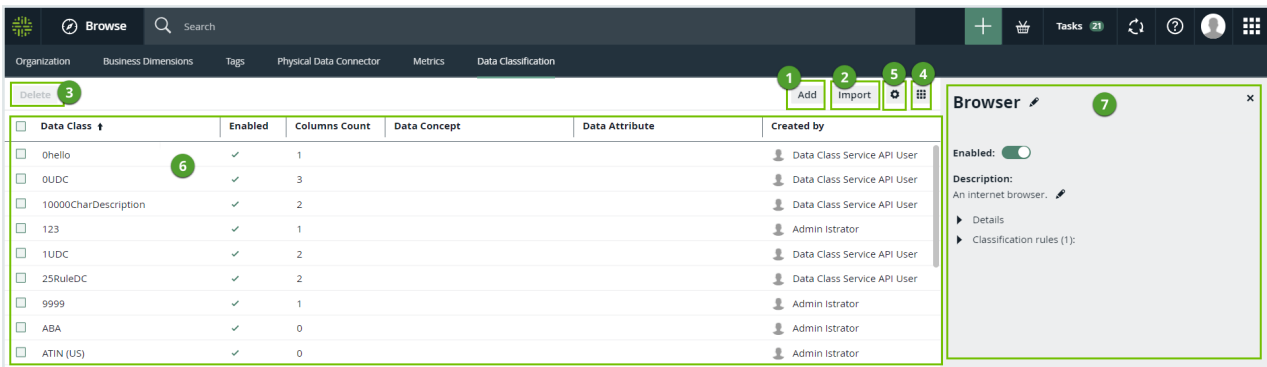 Browse Search Tasks 21
Organization Business Dimensions Tags Physical Data Connector Metrics Data Classification
Delete 3 1 Add 2 Import 5 4
Data Class Enabled Columns Count Data Concept Data Attribute Created by
0hello 1 Data Class Service API User
6
0UDC 3 Data Class Service API User
10000CharDescription 2 Data Class Service API User
123 1 Admin Istrator
1UDC 2 Data Class Service API User
25RuleDC 2 Data Class Service API User
9999 1 Admin Istrator
ABA 0 Admin Istrator
ATIN (US) 0 Admin Istrator
Browser 7
Enabled:
Description:
An internet browser.
Details
Classification rules (1):